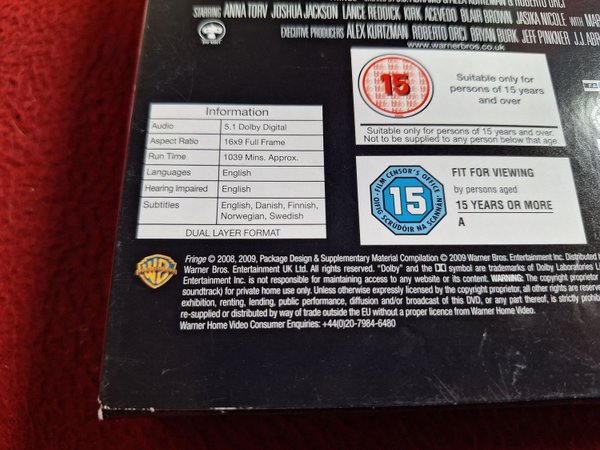 ALEX KURTZMAN & ROBERTO ORCI
STARRING ANNA TORV JOSHUA JACKSON LANCE REDDICK KIRK ACEVEDO BLAIR BROWN JASIKA NICOLE WITH
EXECUTIVE PRODUCERS ALEX KURTZMAN ROBERTO ORCI BRYAN BURK JEFF PINKNER J.J. ABR
www.warnerbros.co.uk
15
Suitable only for
persons of 15 years
and over
Suitable only for persons of 15 years and over.
Not to be supplied to any person below that age.
Information
Audio 5.1 Dolby Digital
Aspect Ratio 16x9 Full Frame
Run Time 1039 Mins. Approx.
Languages English
Hearing Impaired English
Subtitles English, Danish, Finnish,
Norwegian, Swedish
DUAL LAYER FORMAT
FILM CENSOR'S OFFICE
15
OIFIG SCRÚDÓIR NA SCANNÁN
FIT FOR VIEWING
by persons aged
15 YEARS OR MORE
A
WB
Fringe © 2008, 2009, Package Design & Supplementary Material Compilation © 2009 Warner Bros. Entertainment Inc. Distributed
Warner Bros. Entertainment UK Ltd. All rights reserved. "Dolby" and the symbol are trademarks of Dolby Laboratories
Entertainment Inc. is not responsible for maintaining access to any website or its content. WARNING: The copyright proprietor
soundtrack) for private home use only. Unless otherwise expressly licensed by the copyright proprietor, all other rights are reserved
exhibition, renting, lending, public performance, diffusion and/or broadcast of this DVD, or any part thereof, is strictly
re-supplied or distributed by way of trade outside the EU without a proper licence from Warner Home Video.
Warner Home Video Consumer Enquiries: +44(0)20-7984-6480